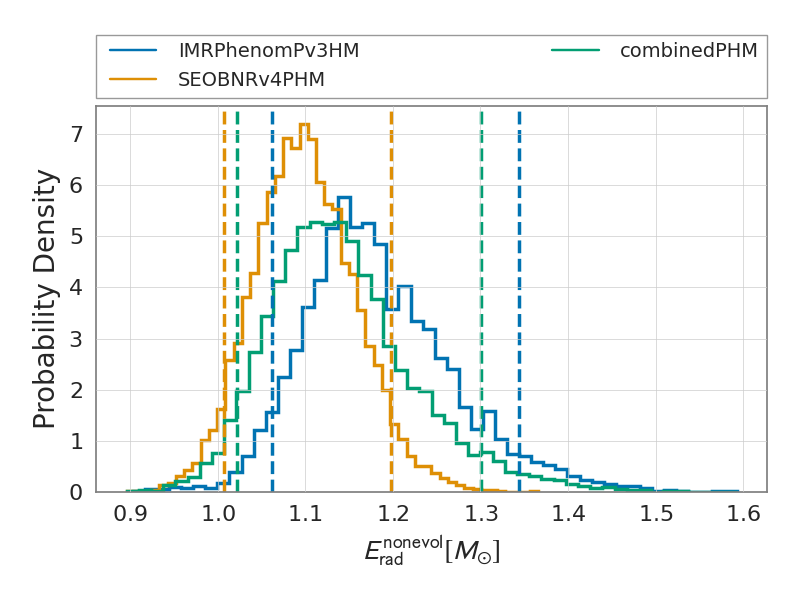 IMRPhenomPv3HM
SEOBNRv4PHM
combinedPHM
Probability Density
7
6
5
4
3
2
1
0
0.9 1.0 1.1 1.2 1.3 1.4 1.5 1.6
E_rad^nonevol [M_⊙]